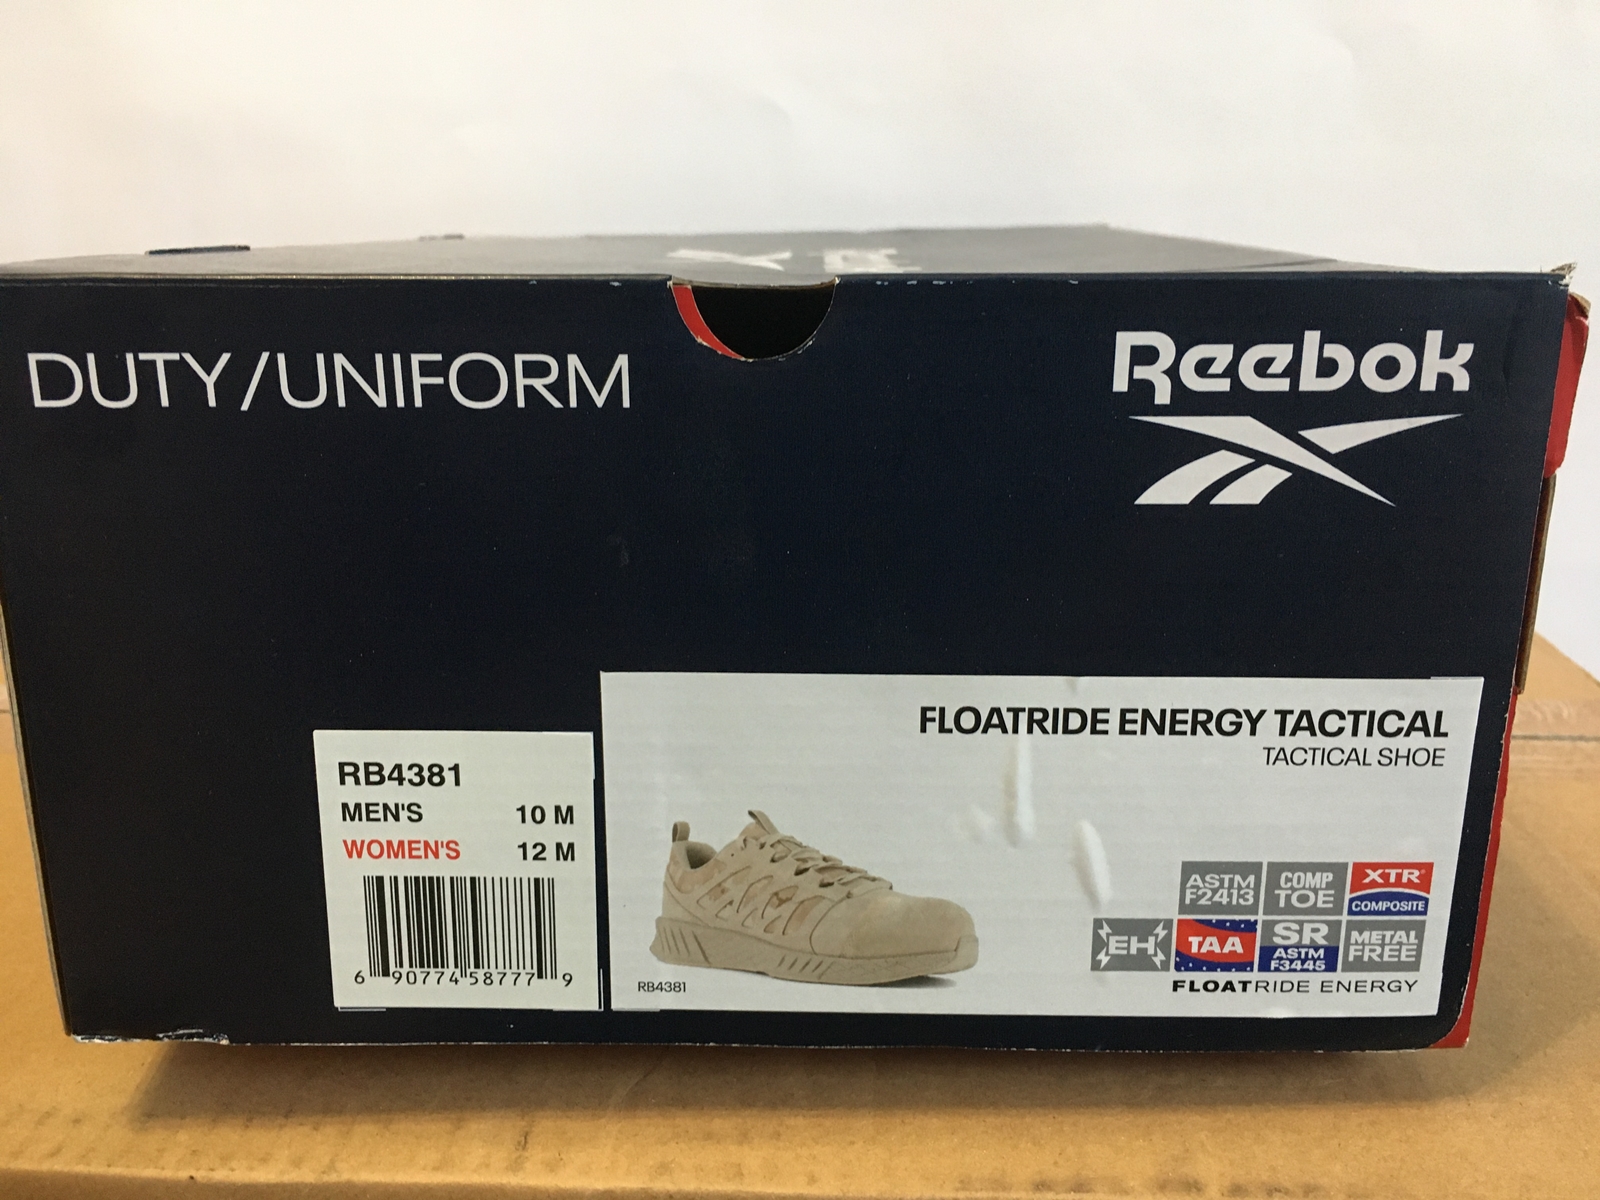 DUTY/UNIFORM
Reebok
FLOATRIDE ENERGY TACTICAL
TACTICAL SHOE
RB4381
MEN'S 10 M
WOMEN'S 12 M
6 90774 58777 9
RB4381
ASTM
F2413
COMP
TOE
XTR
COMPOSITE
EH
TAA
SR
ASTM
F3445
METAL
FREE
FLOATRIDE ENERGY